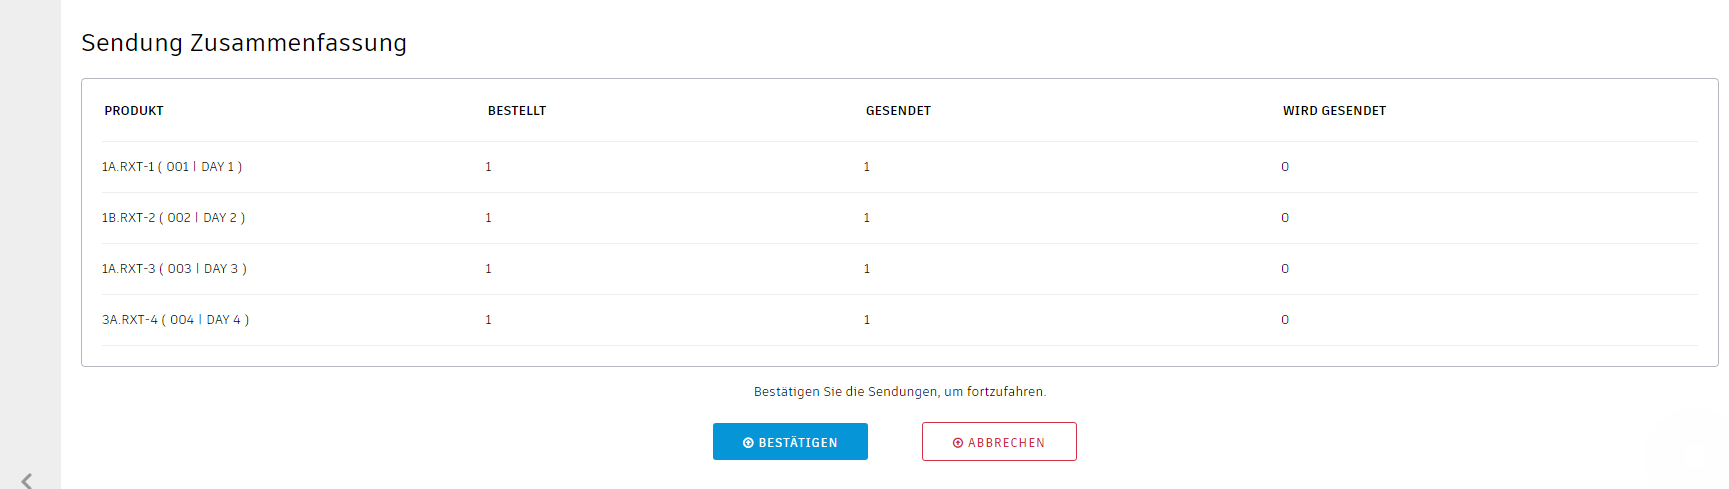 Sendung Zusammenfassung
PRODUKT BESTELLT GESENDET WIRD GESENDET
1A.RXT-1 ( 001 | DAY 1 ) 1 1 0
1B.RXT-2 ( 002 | DAY 2 ) 1 1 0
1A.RXT-3 ( 003 | DAY 3 ) 1 1 0
3A.RXT-4 ( 004 | DAY 4 ) 1 1 0
Bestätigen Sie die Sendungen, um fortzufahren.
BESTÄTIGEN ABBRECHEN